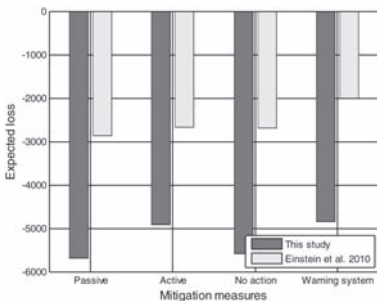 0
-1000
-2000
-3000
-4000
-5000
-6000
Expected loss
This study
Einstein et al. 2010
Passive
Active
No action
Warning system
Mitigation measures